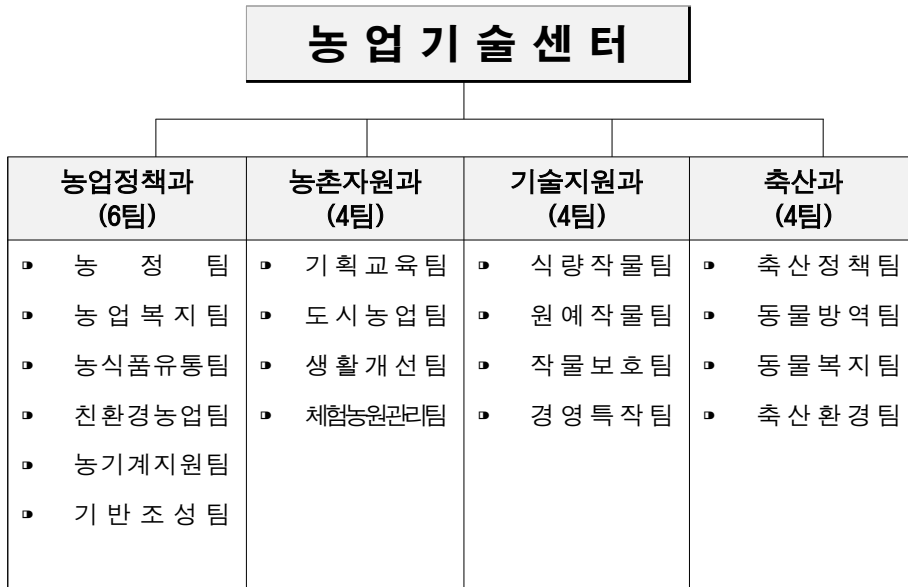 농업기술센터
농업정책과
(6팀)
농정팀
농업복지팀
농식품유통팀
친환경농업팀
농기계지원팀
기반조성팀
농촌자원과
(4팀)
기획교육팀
도시농업팀
생활개선팀
체험농원관리팀
기술지원과
(4팀)
식량작물팀
원예작물팀
작물보호팀
경영특작팀
축산과
(4팀)
축산정책팀
동물방역팀
동물복지팀
축산환경팀